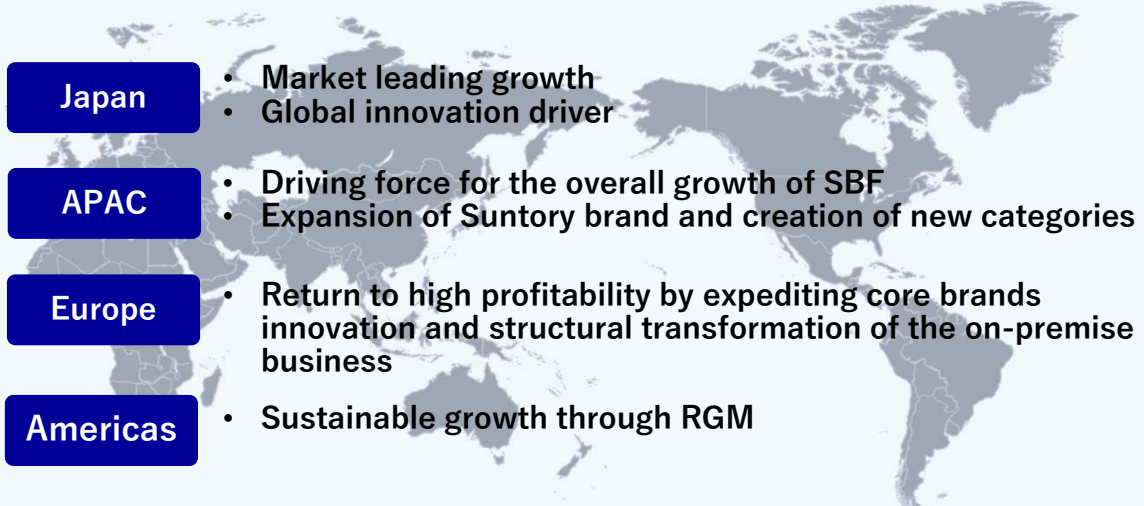 Japan
• Market leading growth
• Global innovation driver
APAC
• Driving force for the overall growth of SBF
• Expansion of Suntory brand and creation of new categories
Europe
• Return to high profitability by expediting core brands
innovation and structural transformation of the on-premise
business
Americas
• Sustainable growth through RGM